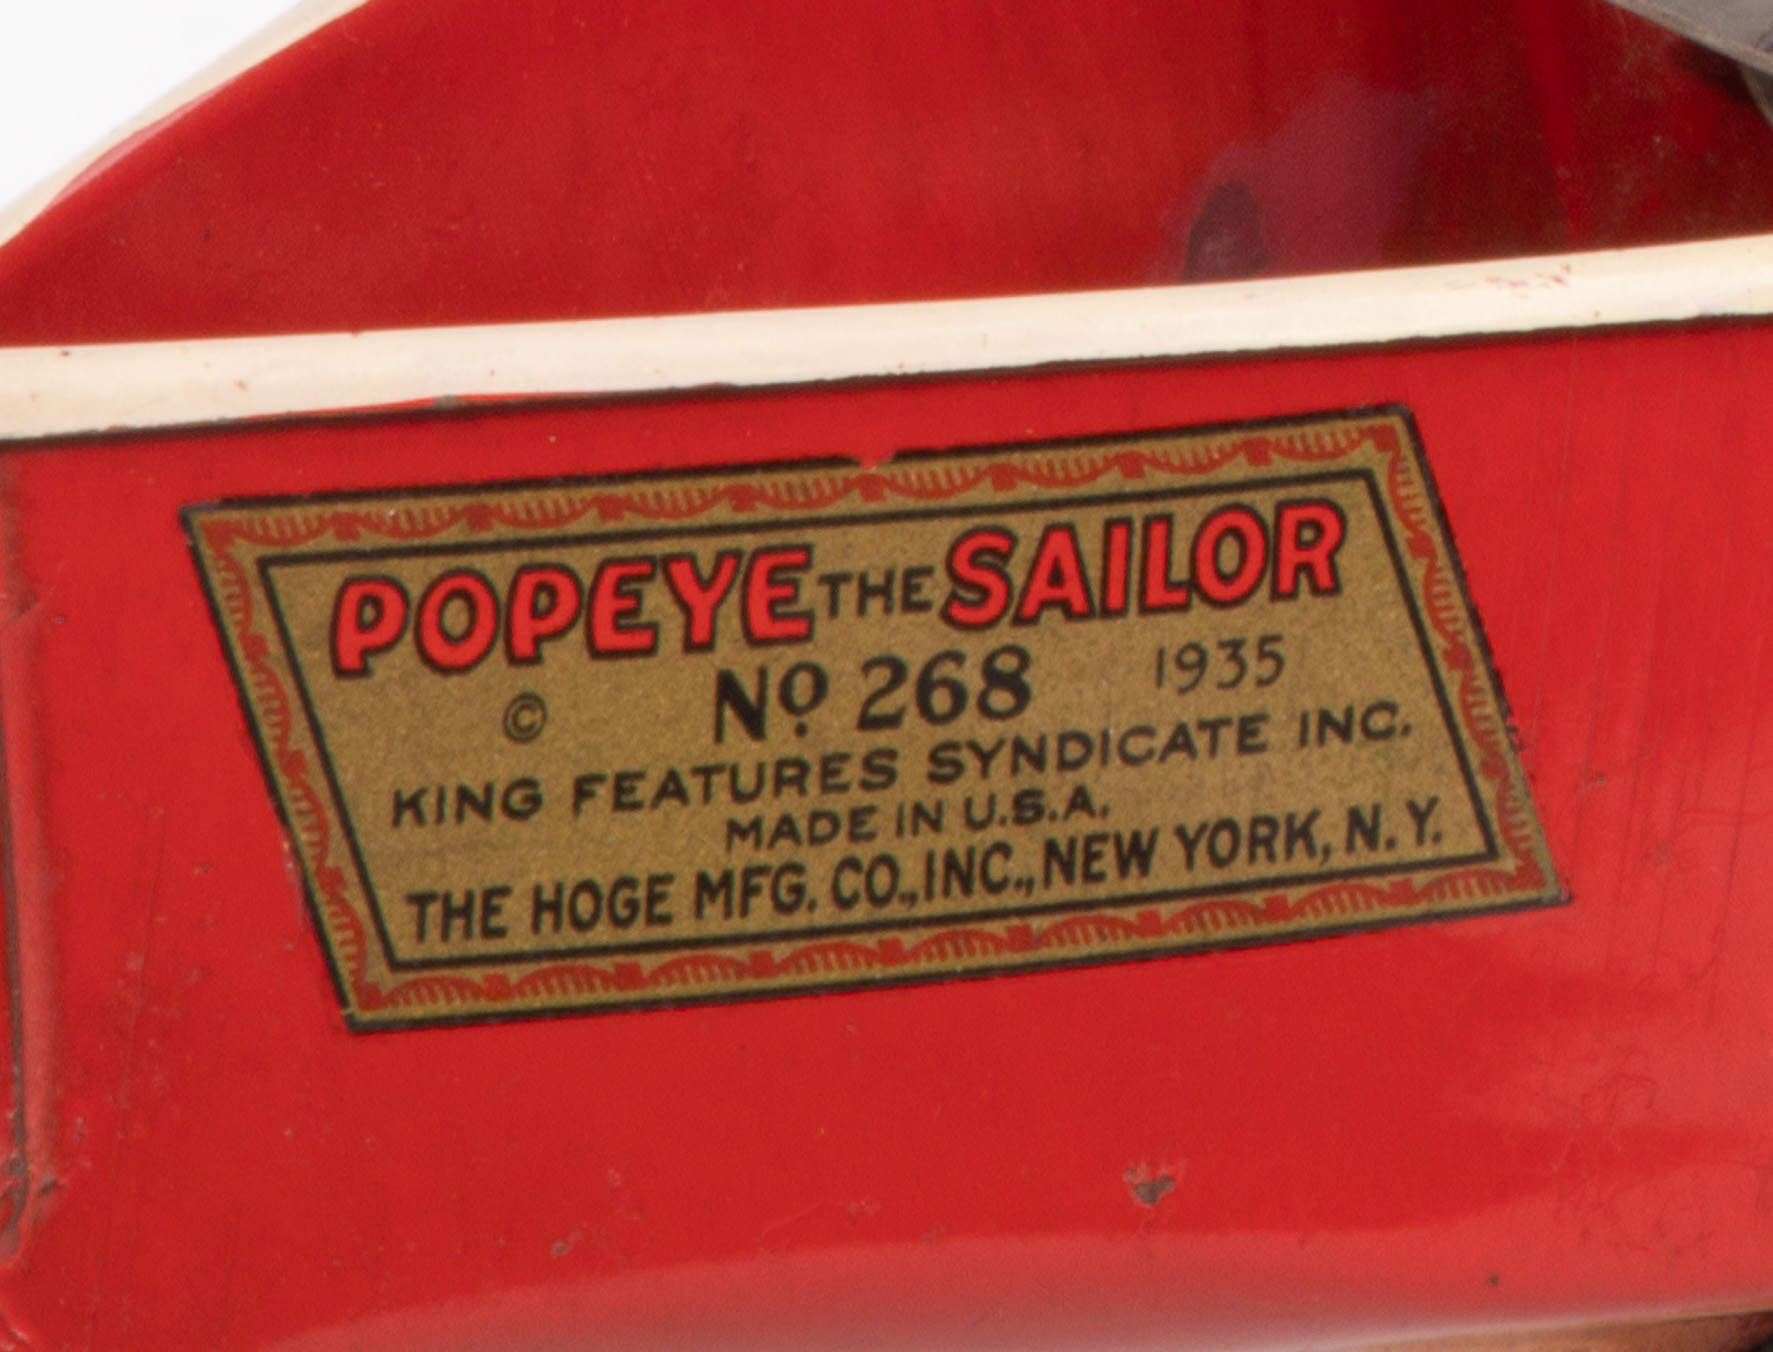 POPEYE THE SAILOR
© Nº 268 1935
KING FEATURES SYNDICATE INC.
MADE IN U.S.A.
THE HOGE MFG. CO., INC., NEW YORK, N.Y.